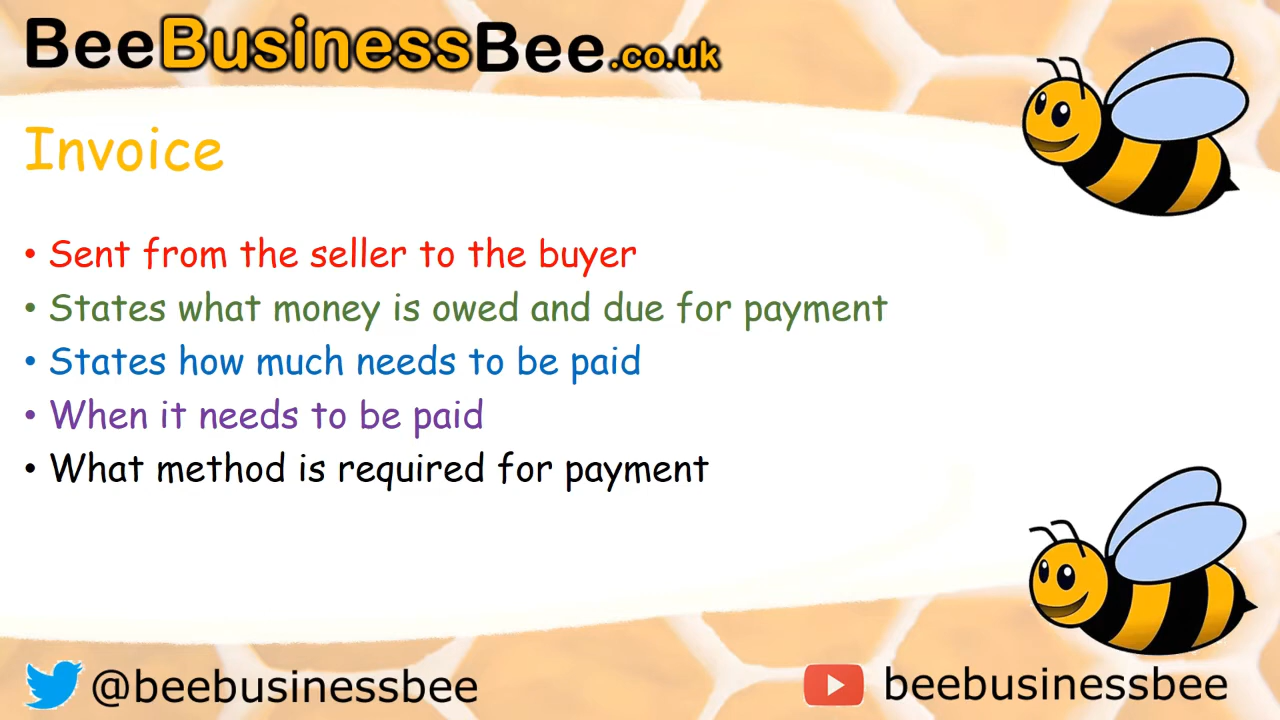 BeeBusinessBee.co.uk
Invoice
• Sent from the seller to the buyer
• States what money is owed and due for payment
• States how much needs to be paid
• When it needs to be paid
• What method is required for payment
@beebusinessbee
beebusinessbee